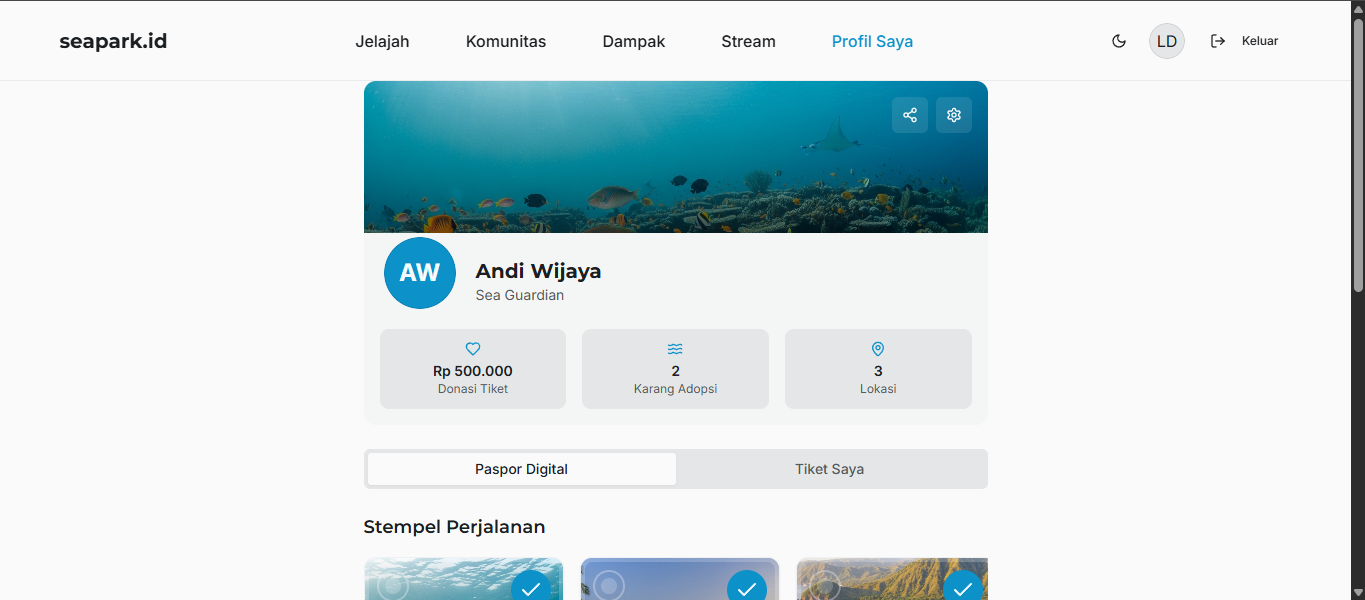 seapark.id
Jelajah
Komunitas
Dampak
Stream
Profil Saya
LD
Keluar
AW
Andi Wijaya
Sea Guardian
Rp 500.000
Donasi Tiket
2
Karang Adopsi
3
Lokasi
Paspor Digital
Tiket Saya
Stempel Perjalanan